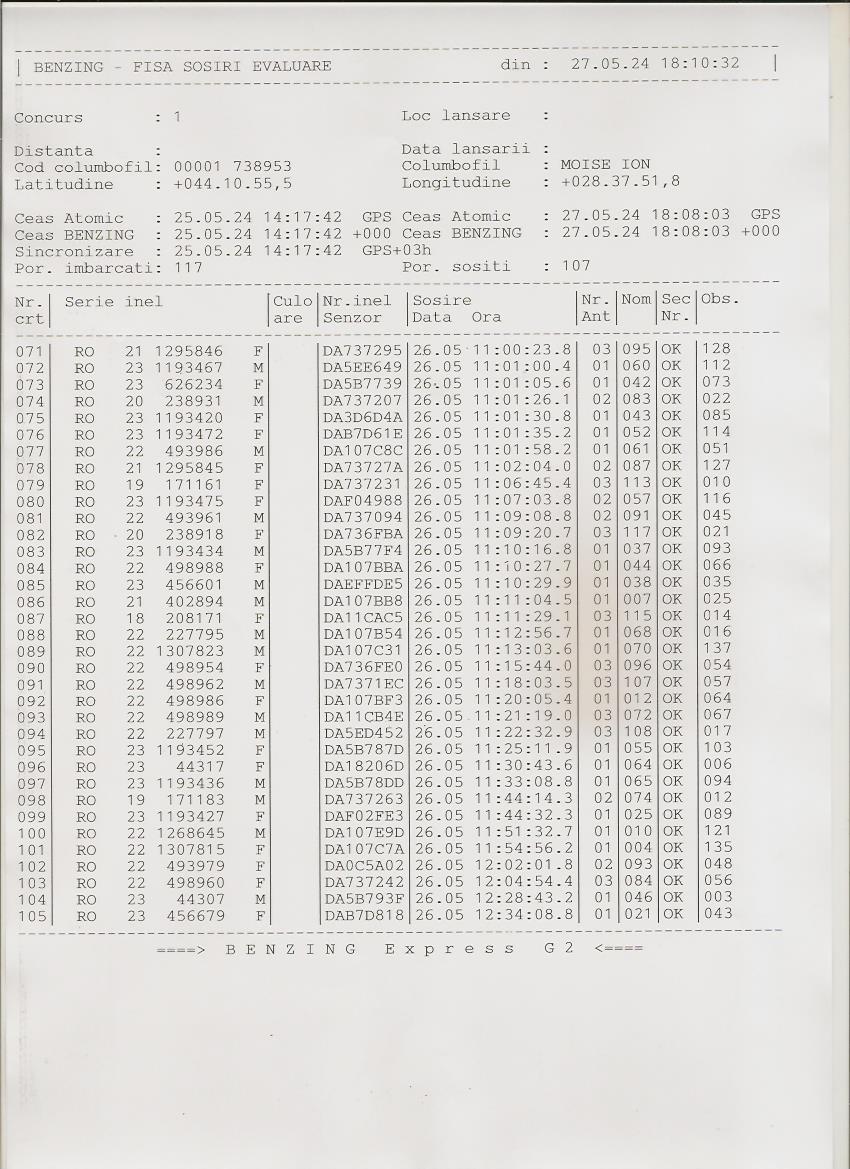 BENZING - FISA SOSIRI EVALUARE din : 27.05.24 18:10:32
Concurs : 1 Loc lansare :
Distanta : Data lansarii :
Cod columbofil: 00001 738953 Columbofil : MOISE ION
Latitudine : +044.10.55,5 Longitudine : +028.37.51,8
Ceas Atomic : 25.05.24 14:17:42 GPS Ceas Atomic : 27.05.24 18:08:03 GPS
Ceas BENZING : 25.05.24 14:17:42 +000 Ceas BENZING : 27.05.24 18:08:03 +000
Sincronizare : 25.05.24 14:17:42 GPS+03h
Por. imbarcati: 117 Por. sositi : 107
Nr. | Serie inel | Culo | Nr.inel | Sosire | Nr. | Nom | Sec | Obs.
crt | are | Senzor | Data Ora | Ant | Nr.
071 RO 21 1295846 F DA737295 26.05 11:00:23.8 03 095 OK 128
072 RO 23 1193467 M DA5EE649 26.05 11:01:00.4 01 060 OK 112
073 RO 23 626234 F DA5B7739 26.05 11:01:05.6 01 042 OK 073
074 RO 20 238931 M DA737207 26.05 11:01:26.1 02 083 OK 022
075 RO 23 1193420 F DA3D6D4A 26.05 11:01:30.8 01 043 OK 085
076 RO 23 1193472 F DAB7D61E 26.05 11:01:35.2 01 052 OK 114
077 RO 22 493986 M DA107C8C 26.05 11:01:58.2 01 061 OK 051
078 RO 21 1295845 F DA73727A 26.05 11:02:04.0 02 087 OK 127
079 RO 19 171161 F DA737231 26.05 11:06:45.4 03 113 OK 010
080 RO 23 1193475 F DAF04988 26.05 11:07:03.8 02 057 OK 116
081 RO 22 493961 M DA737094 26.05 11:09:08.8 02 091 OK 045
082 RO 20 238918 F DA736FBA 26.05 11:09:20.7 03 117 OK 021
083 RO 23 1193434 M DA5B77F4 26.05 11:10:16.8 01 037 OK 093
084 RO 22 498988 F DA107BBA 26.05 11:10:27.7 01 044 OK 066
085 RO 23 456601 M DAEFFDE5 26.05 11:10:29.9 01 038 OK 035
086 RO 21 402894 M DA107BB8 26.05 11:11:04.5 01 007 OK 025
087 RO 18 208171 F DA11CAC5 26.05 11:11:29.1 03 115 OK 014
088 RO 22 227795 M DA107B54 26.05 11:12:56.7 01 068 OK 016
089 RO 22 1307823 M DA107C31 26.05 11:13:03.6 01 070 OK 137
090 RO 22 498954 F DA736FE0 26.05 11:15:44.0 03 096 OK 054
091 RO 22 498962 M DA7371EC 26.05 11:18:03.5 03 107 OK 057
092 RO 22 498986 F DA107BF3 26.05 11:20:05.4 01 012 OK 064
093 RO 22 498989 M DA11CB4E 26.05 11:21:19.0 03 072 OK 067
094 RO 22 227797 M DA5ED452 26.05 11:22:32.9 03 108 OK 017
095 RO 23 1193452 F DA5B787D 26.05 11:25:11.9 01 055 OK 103
096 RO 23 44317 F DA18206D 26.05 11:30:43.6 01 064 OK 006
097 RO 23 1193436 M DA5B78DD 26.05 11:33:08.8 01 065 OK 094
098 RO 19 171183 M DA737263 26.05 11:44:14.3 02 074 OK 012
099 RO 23 1193427 F DAF02FE3 26.05 11:44:32.3 01 025 OK 089
100 RO 22 1268645 M DA107E9D 26.05 11:51:32.7 01 010 OK 121
101 RO 22 1307815 F DA107C7A 26.05 11:54:56.2 01 004 OK 135
102 RO 22 493979 F DA0C5A02 26.05 12:02:01.8 02 093 OK 048
103 RO 22 498960 F DA737242 26.05 12:04:54.4 03 084 OK 056
104 RO 23 44307 M DA5B793F 26.05 12:28:43.2 01 046 OK 003
105 RO 23 456679 F DAB7D818 26.05 12:34:08.8 01 021 OK 043
====> B E N Z I N G E x p r e s s G 2 <====